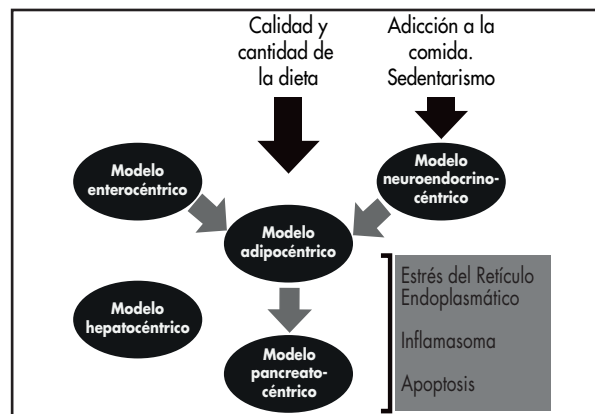 Calidad y
cantidad de
la dieta
Adicción a la
comida.
Sedentarismo
Modelo
enterocéntrico
Modelo
neuroendocrino-
céntrico
Modelo
adipocéntrico
Modelo
hepatocéntrico
Modelo
pancreato-
céntrico
Estrés del Retículo
Endoplasmático
Inflamasoma
Apoptosis